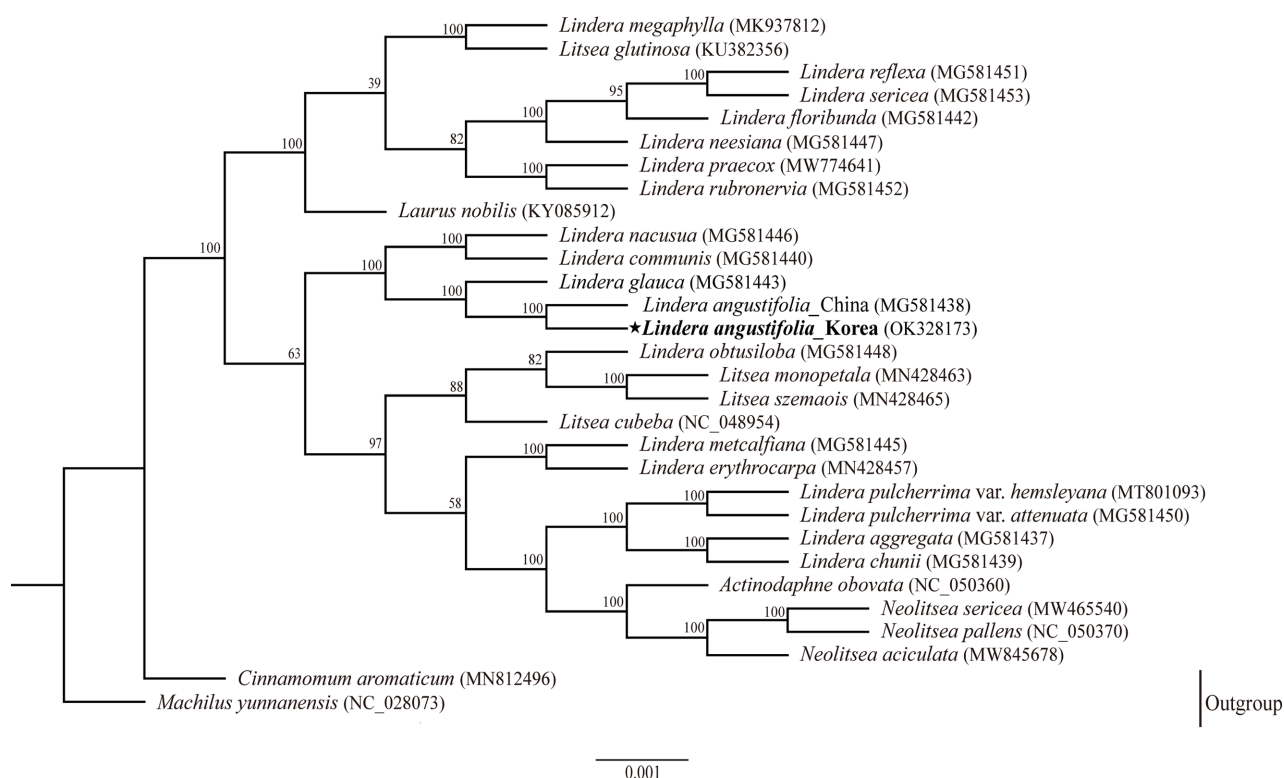 100
Lindera megaphylla (MK937812)
Litsea glutinosa (KU382356)
39
100
Lindera reflexa (MG581451)
Lindera sericea (MG581453)
95
Lindera floribunda (MG581442)
100
Lindera neesiana (MG581447)
82
100
Lindera praecox (MW774641)
Lindera rubronervia (MG581452)
100
Laurus nobilis (KY085912)
100
100
Lindera nacusua (MG581446)
Lindera communis (MG581440)
100
100
Lindera glauca (MG581443)
100
Lindera angustifolia_China (MG581438)
★Lindera angustifolia_Korea (OK328173)
63
82
Lindera obtusiloba (MG581448)
100
Litsea monopetala (MN428463)
Litsea szemaois (MN428465)
88
Litsea cubeba (NC_048954)
97
100
Lindera metcalfiana (MG581445)
Lindera erythrocarpa (MN428457)
58
100
Lindera pulcherrima var. hemsleyana (MT801093)
Lindera pulcherrima var. attenuata (MG581450)
100
100
Lindera aggregata (MG581437)
Lindera chunii (MG581439)
100
Actinodaphne obovata (NC_050360)
100
100
Neolitsea sericea (MW465540)
Neolitsea pallens (NC_050370)
100
Neolitsea aciculata (MW845678)
Cinnamomum aromaticum (MN812496)
Machilus yunnanensis (NC_028073)
Outgroup
0.001